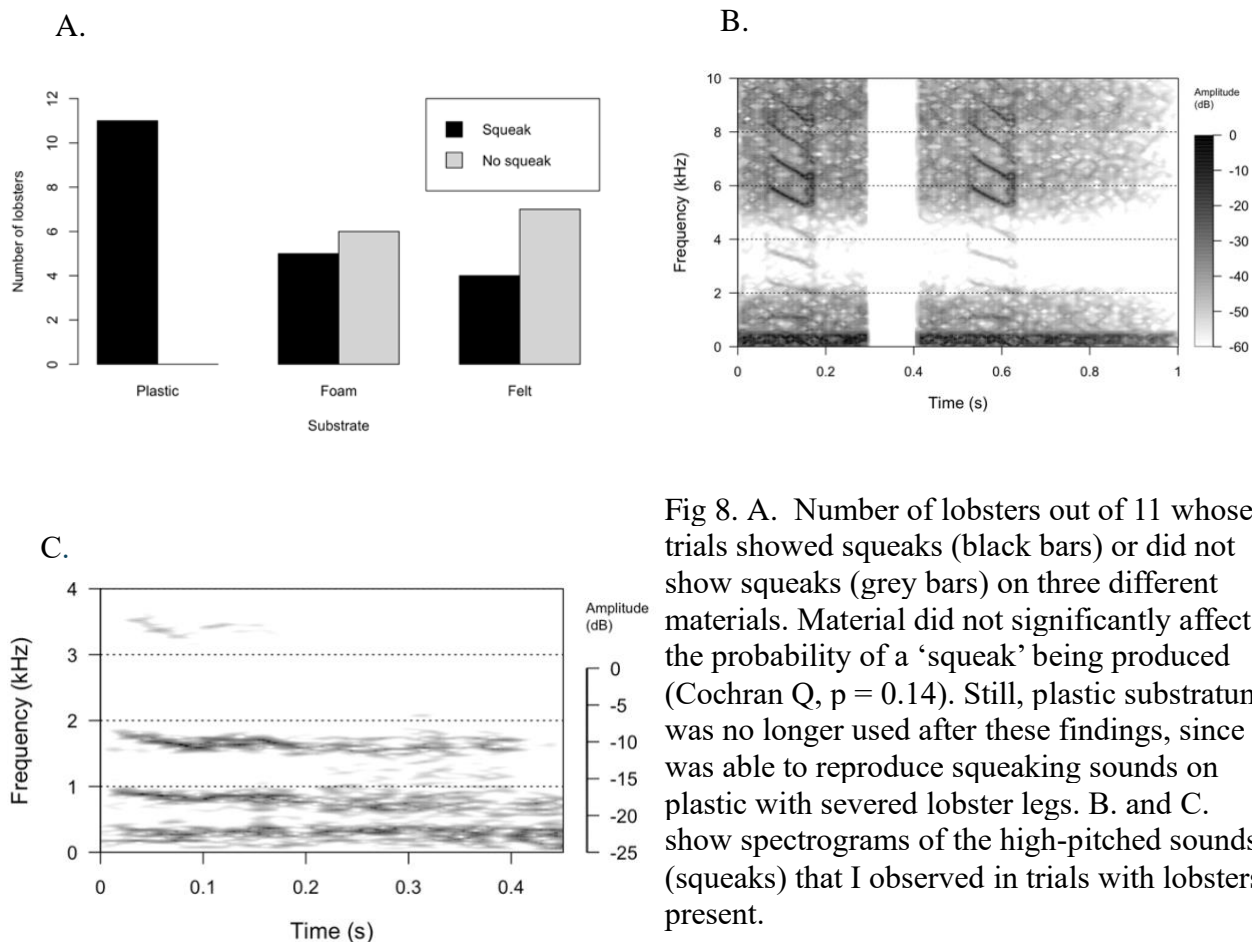 A.
12
10
8
6
4
2
0
Number of lobsters
Squeak
No squeak
Plastic
Foam
Felt
Substrate
B.
10
8
6
4
2
0
Frequency (kHz)
0
0.2
0.4
0.6
0.8
1
Time (s)
Amplitude
(dB)
0
-10
-20
-30
-40
-50
-60
C.
4
3
2
1
0
Frequency (kHz)
0
0.1
0.2
0.3
0.4
Time (s)
Amplitude
(dB)
0
-5
-10
-15
-20
-25
Fig 8. A. Number of lobsters out of 11 whose
trials showed squeaks (black bars) or did not
show squeaks (grey bars) on three different
materials. Material did not significantly affect
the probability of a ‘squeak’ being produced
(Cochran Q, p = 0.14). Still, plastic substratum
was no longer used after these findings, since
was able to reproduce squeaking sounds on
plastic with severed lobster legs. B. and C.
show spectrograms of the high-pitched sounds
(squeaks) that I observed in trials with lobsters
present.